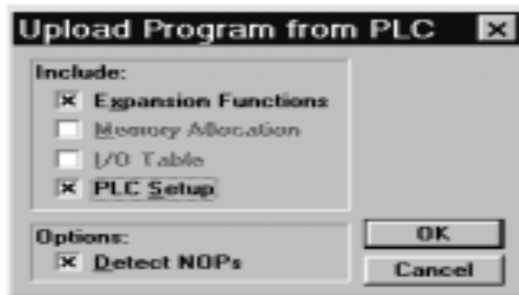 Upload Program from PLC
Include:
Expansion Functions
Memory Allocation
I/O Table
PLC Setup
Options:
Detect NOPs
OK
Cancel